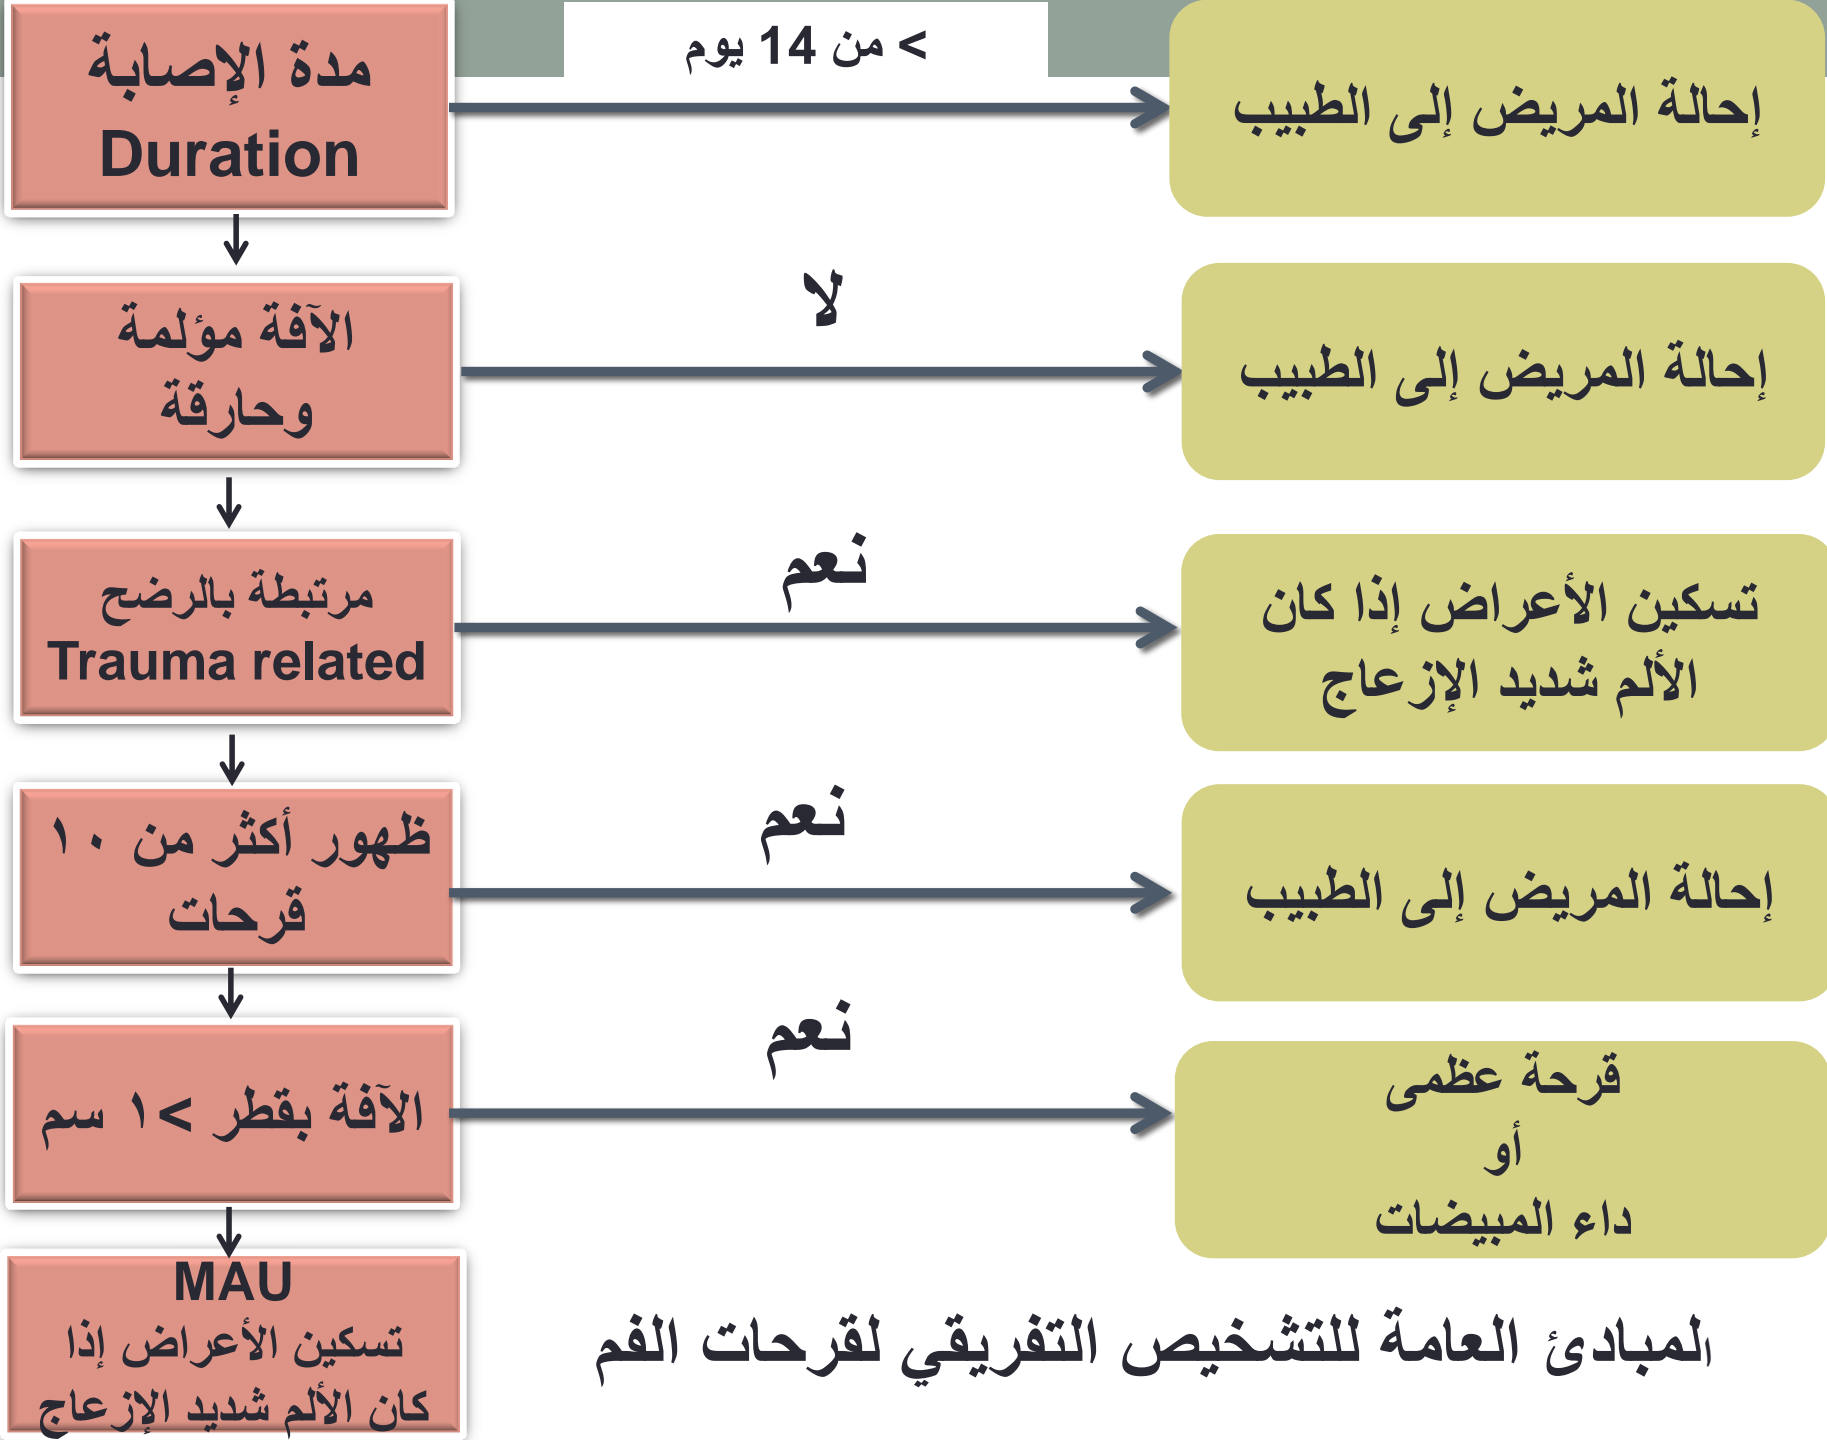 مدة الإصابة
Duration
> من 14 يوم
إحالة المريض إلى الطبيب
الآفة مؤلمة
وحارقة
لا
إحالة المريض إلى الطبيب
مرتبطة بالرضح
Trauma related
نعم
تسكين الأعراض إذا كان
الألم شديد الإزعاج
ظهور أكثر من ١٠
قرحات
نعم
إحالة المريض إلى الطبيب
الآفة بقطر >١ سم
نعم
قرحة عظمى
أو
داء المبيضات
MAU
تسكين الأعراض إذا
كان الألم شديد الإزعاج
المبادئ العامة للتشخيص التفريقي لقرحات الفم